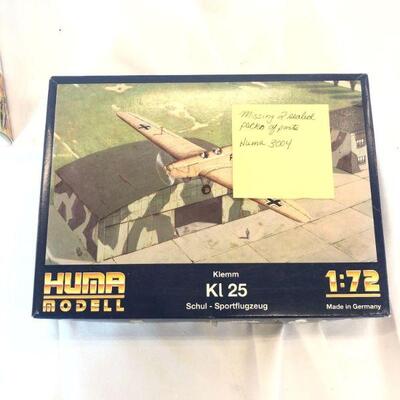 Missing 2 sealed
packs of parts
Huma 3004
HUMA
MODELL
Klemm
Kl 25
Schul - Sportflugzeug
1:72
Made in Germany